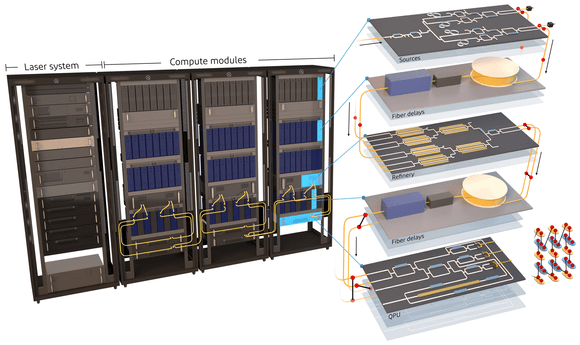 Laser system
Compute modules
Sources
Fiber delays
Refinery
Fiber delays
QPU